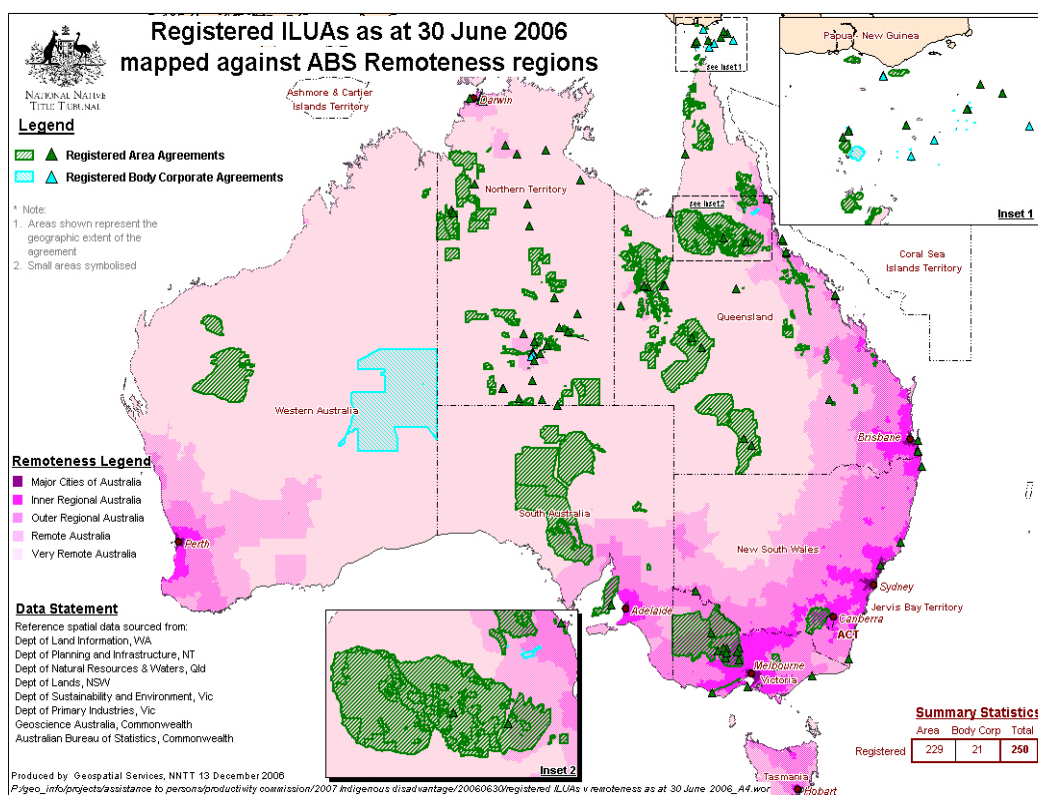 Registered ILUAs as at 30 June 2006
mapped against ABS Remoteness regions
NATIONAL NATIVE
TITLE TRIBUNAL
Legend
Registered Area Agreements
Registered Body Corporate Agreements
* Note:
1. Areas shown represent the
geographic extent of the
agreement
2. Small areas symbolised
Ashmore & Cartier
Islands Territory
Darwin
see Inset 1
Papua - New Guinea
Inset 1
Northern Territory
see Inset 2
Coral Sea
Islands Territory
Queensland
Western Australia
Brisbane
Remoteness Legend
Major Cities of Australia
Inner Regional Australia
Outer Regional Australia
Remote Australia
Very Remote Australia
South Australia
Perth
New South Wales
Sydney
Adelaide
Jervis Bay Territory
Canberra
ACT
Melbourne
Victoria
Data Statement
Reference spatial data sourced from:
Dept of Land Information, WA
Dept of Planning and Infrastructure, NT
Dept of Natural Resources & Waters, Qld
Dept of Lands, NSW
Dept of Sustainability and Environment, Vic
Dept of Primary Industries, Vic
Geoscience Australia, Commonwealth
Australian Bureau of Statistics, Commonwealth
Inset 2
Summary Statistics
Area Body Corp Total
Registered 229 21 250
Tasmania
Hobart
Produced by Geospatial Services, NNTT 13 December 2006
P:/geo_info/projects/assistance to persons/productivity commission/2007 Indigenous disadvantage/20060630/registered ILUAs v remoteness as at 30 June 2006_A4.wor